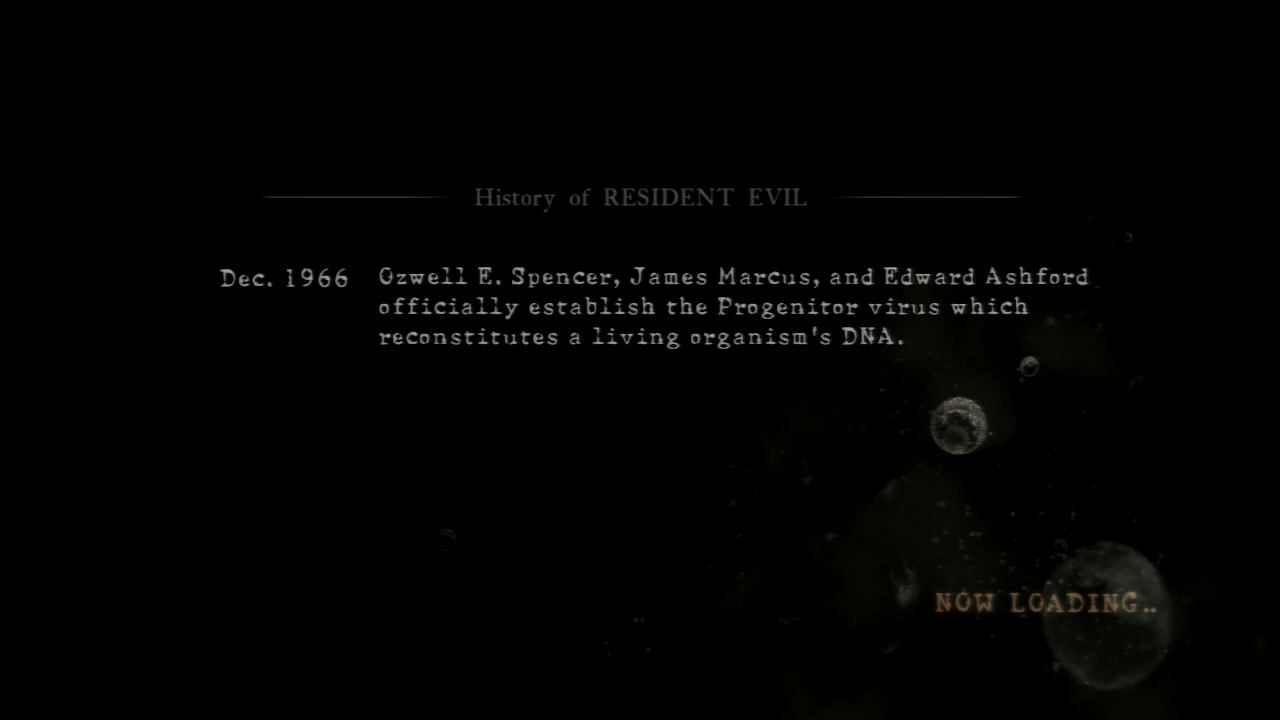 History of RESIDENT EVIL
Dec. 1966 Ozwell E. Spencer, James Marcus, and Edward Ashford
officially establish the Progenitor virus which
reconstitutes a living organism's DNA.
NOW LOADING..